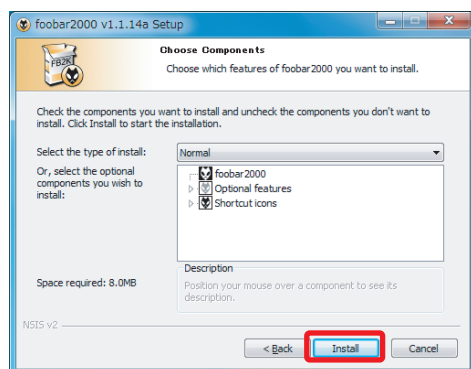 foobar2000 v1.1.14a Setup
FB2K
Choose Components
Choose which features of foobar2000 you want to install.
Check the components you want to install and uncheck the components you don't want to
install. Click Install to start the installation.
Select the type of install:
Normal
Or, select the optional
components you wish to
install:
foobar2000
Optional features
Shortcut icons
Description
Position your mouse over a component to see its
description.
Space required: 8.0MB
NSIS v2
< Back
Install
Cancel